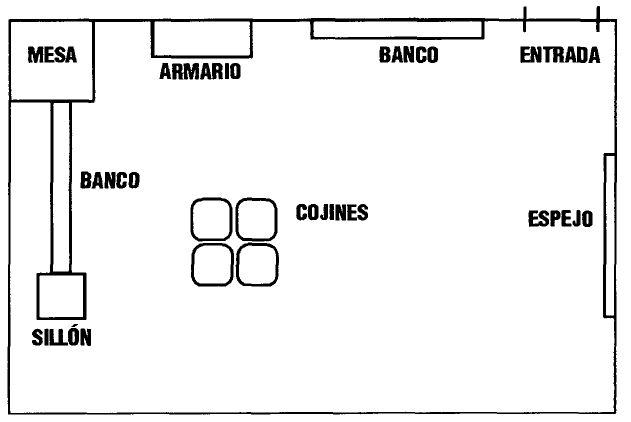 MESA
ARMARIO
BANCO
ENTRADA
BANCO
COJINES
ESPEJO
SILLÓN